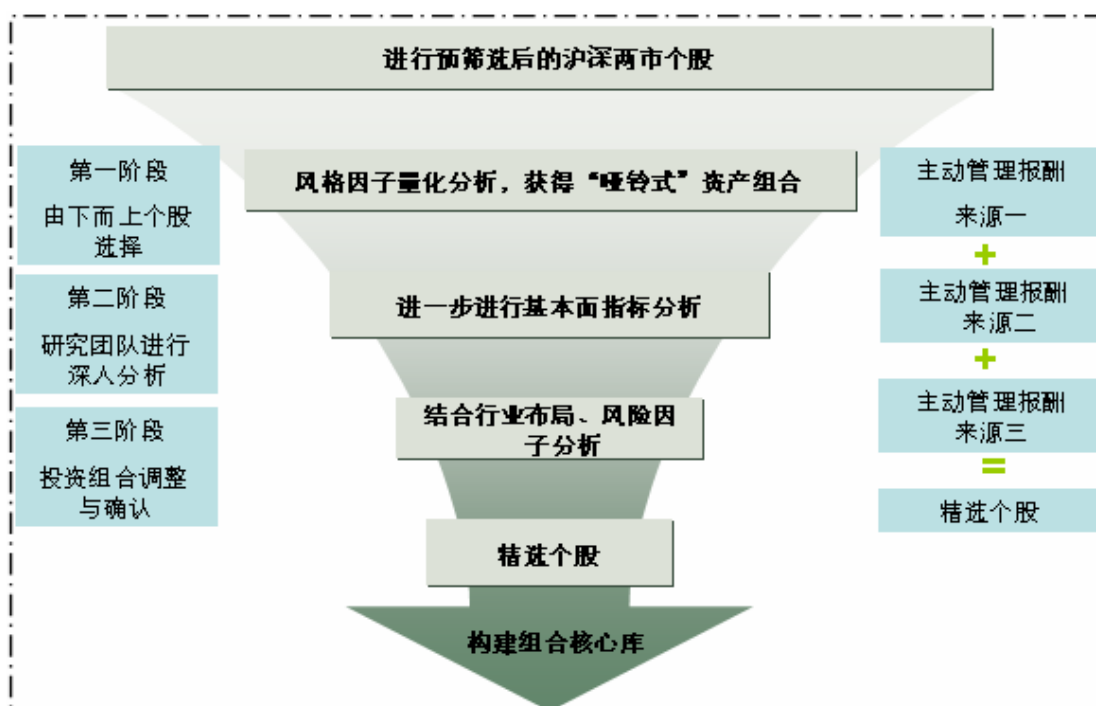 进行预筛选后的沪深两市个股
第一阶段
由下而上个股
选择
风格因子量化分析，获得“哑铃式”资产组合
主动管理报酬
来源一
+
第二阶段
研究团队进行
深人分析
进一步进行基本面指标分析
主动管理报酬
来源二
+
第三阶段
投资组合调整
与确认
结合行业布局、风险因
子分析
主动管理报酬
来源三
=
精选个股
精选个股
构建组合核心库